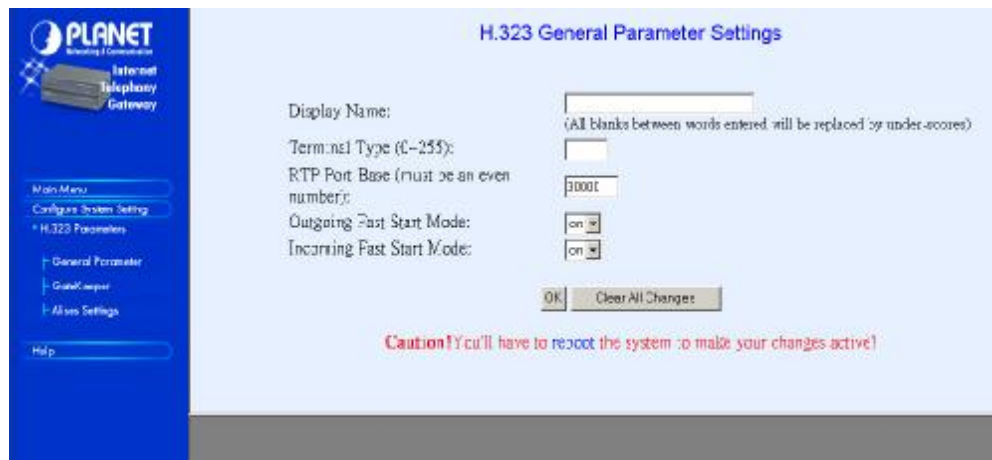 PLANET
Networking & Communication
Internet
Telephony
Gateway
Main Menu
Configure System Setting
H.323 Parameters
General Parameter
GateKeeper
Alises Settings
Help
H.323 General Parameter Settings
Display Name:
(All blanks between words entered will be replaced by under-scores)
Terminal Type (0~255):
RTP Port Base (must be an even
number):
30000
Outgoing Fast Start Mode:
on
Incoming Fast Start Mode:
on
OK Clear All Changes
Caution! You'll have to reboot the system to make your changes active!